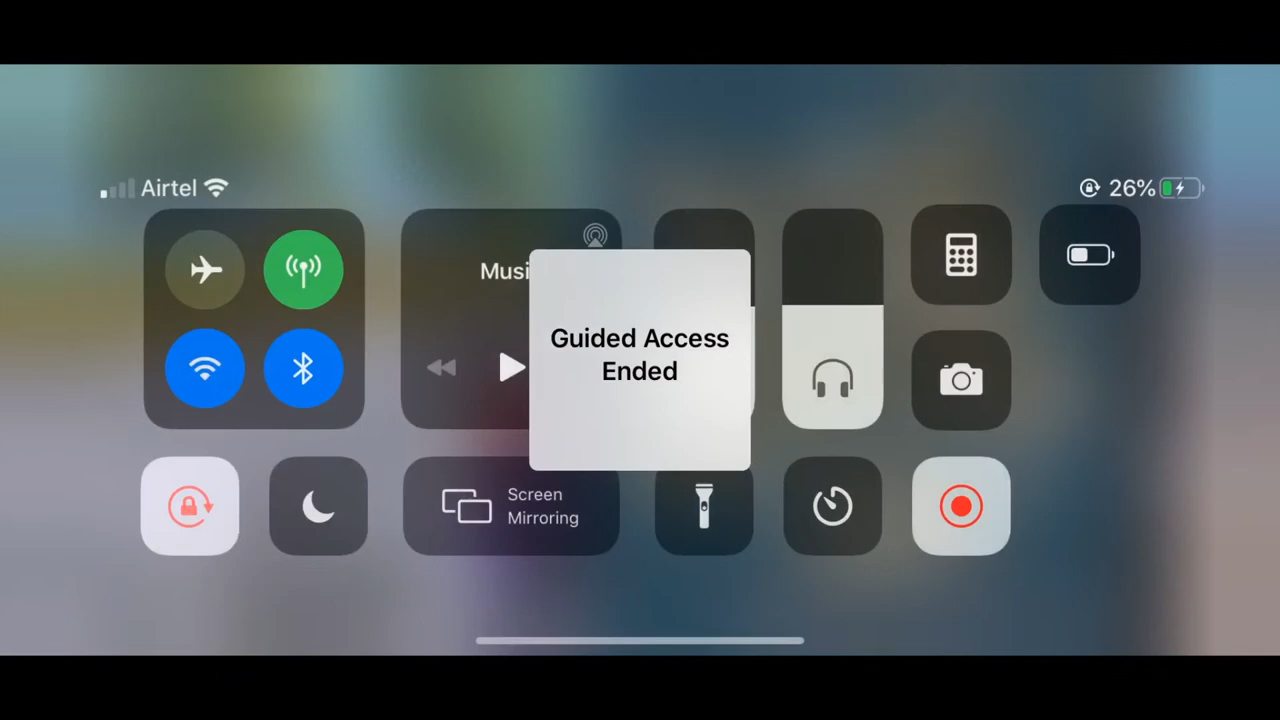 Airtel
26%
Musi
Guided Access
Ended
Screen
Mirroring